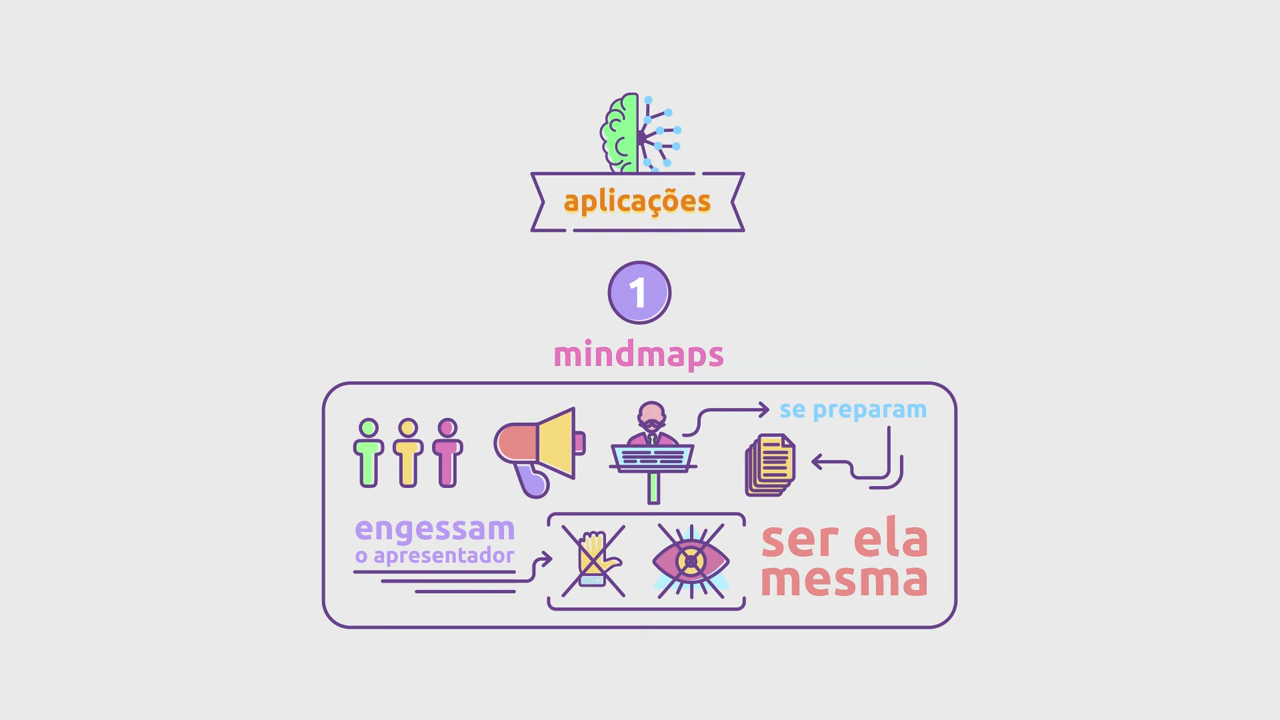 aplicações
1
mindmaps
se preparam
engessam
o apresentador
ser ela
mesma